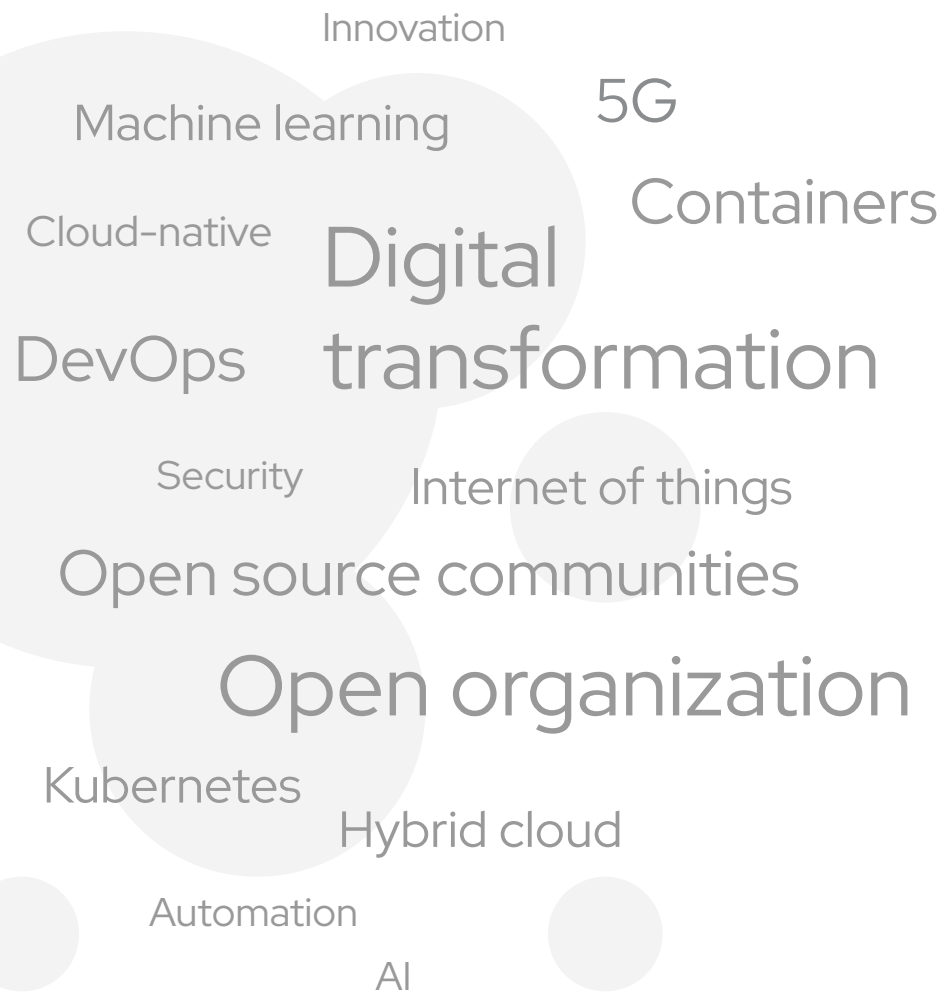 Innovation
5G
Machine learning
Containers
Cloud-native
Digital
transformation
DevOps
Security
Internet of things
Open source communities
Open organization
Kubernetes
Hybrid cloud
Automation
AI